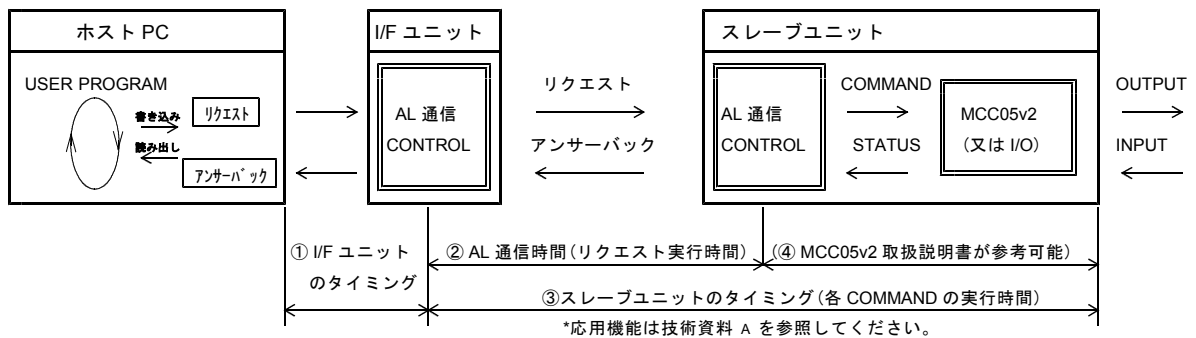 ホスト PC
I/F ユニット
スレーブユニット
USER PROGRAM
書き込み
ﾘｸｴｽﾄ
読み出し
ｱﾝｻｰﾊﾞｯｸ
AL 通信
CONTROL
リクエスト
アンサーバック
AL 通信
CONTROL
COMMAND
STATUS
MCC05v2
(又は I/O)
OUTPUT
INPUT
① I/F ユニット
のタイミング
② AL 通信時間(リクエスト実行時間)
(④ MCC05v2 取扱説明書が参考可能)
③スレーブユニットのタイミング(各 COMMAND の実行時間)
*応用機能は技術資料 A を参照してください。